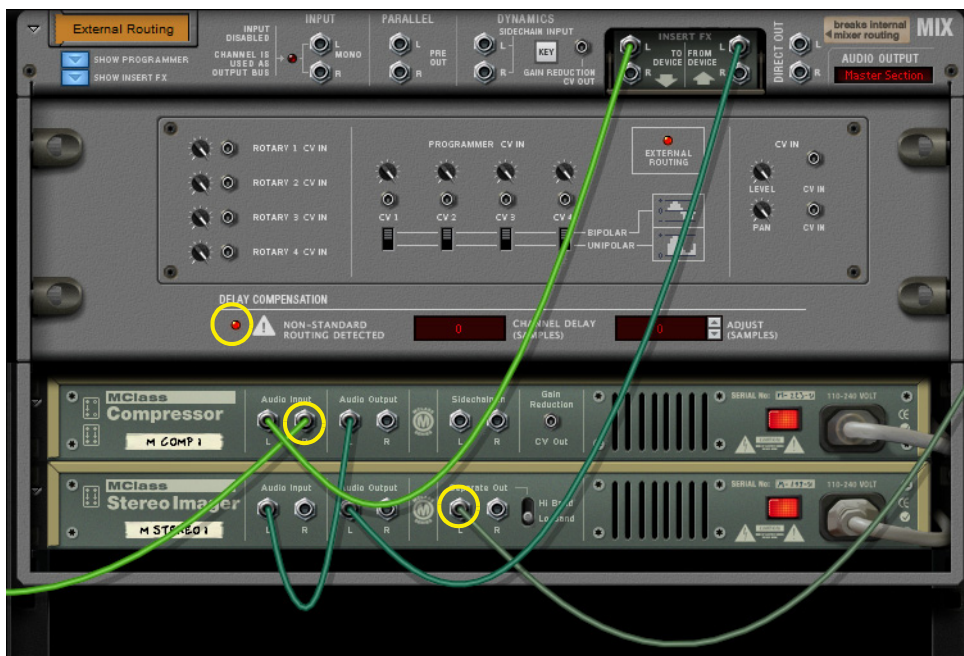 External Routing
SHOW PROGRAMMER
SHOW INSERT FX
INPUT
DISABLED
CHANNEL IS
USED AS
OUTPUT BUS
INPUT
L
MONO
R
PARALLEL
L
PRE
OUT
R
DYNAMICS
SIDECHAIN INPUT
L
KEY
R
GAIN REDUCTION
CV OUT
INSERT FX
L
TO
DEVICE
FROM
DEVICE
L
R
R
DIRECT OUT
L
R
breaks internal
mixer routing
MIX
AUDIO OUTPUT
Master Section
ROTARY 1 CV IN
ROTARY 2 CV IN
ROTARY 3 CV IN
ROTARY 4 CV IN
PROGRAMMER CV IN
CV 1
CV 2
CV 3
CV 4
BIPOLAR
UNIPOLAR
EXTERNAL
ROUTING
CV IN
LEVEL
CV IN
PAN
CV IN
DELAY COMPENSATION
NON-STANDARD
ROUTING DETECTED
0
CHANNEL DELAY
(SAMPLES)
0
ADJUST
(SAMPLES)
MClass
Compressor
M COMP 1
Audio Input
L
R
Audio Output
L
R
Sidechain In
L
R
Gain
Reduction
CV Out
SERIAL No:
110-240 VOLT
MClass
Stereo Imager
M STEREO 1
Audio Input
L
R
Audio Output
L
R
Separate Out
L
R
Hi Band
Lo Band
SERIAL No:
110-240 VOLT